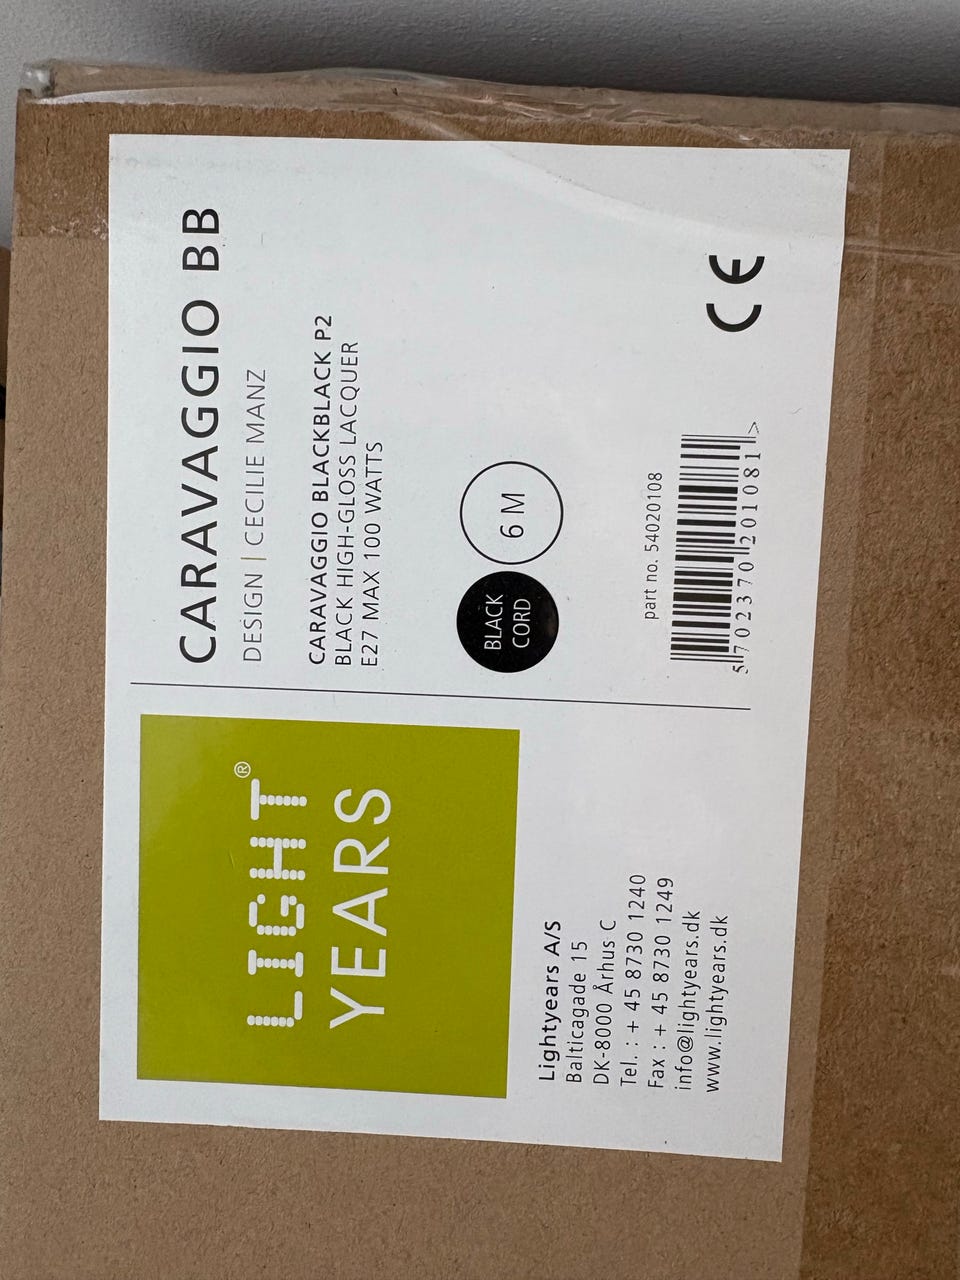 LIGHT®
YEARS
Lightyears A/S
Balticagade 15
DK-8000 Århus C
Tel. : + 45 8730 1240
Fax : + 45 8730 1249
info@lightyears.dk
www.lightyears.dk
CARAVAGGIO BB
DESIGN | CECILIE MANZ
CARAVAGGIO BLACKBLACK P2
BLACK HIGH-GLOSS LACQUER
E27 MAX 100 WATTS
BLACK
CORD
6 M
part no. 54020108
5 702370 201081 >
CE